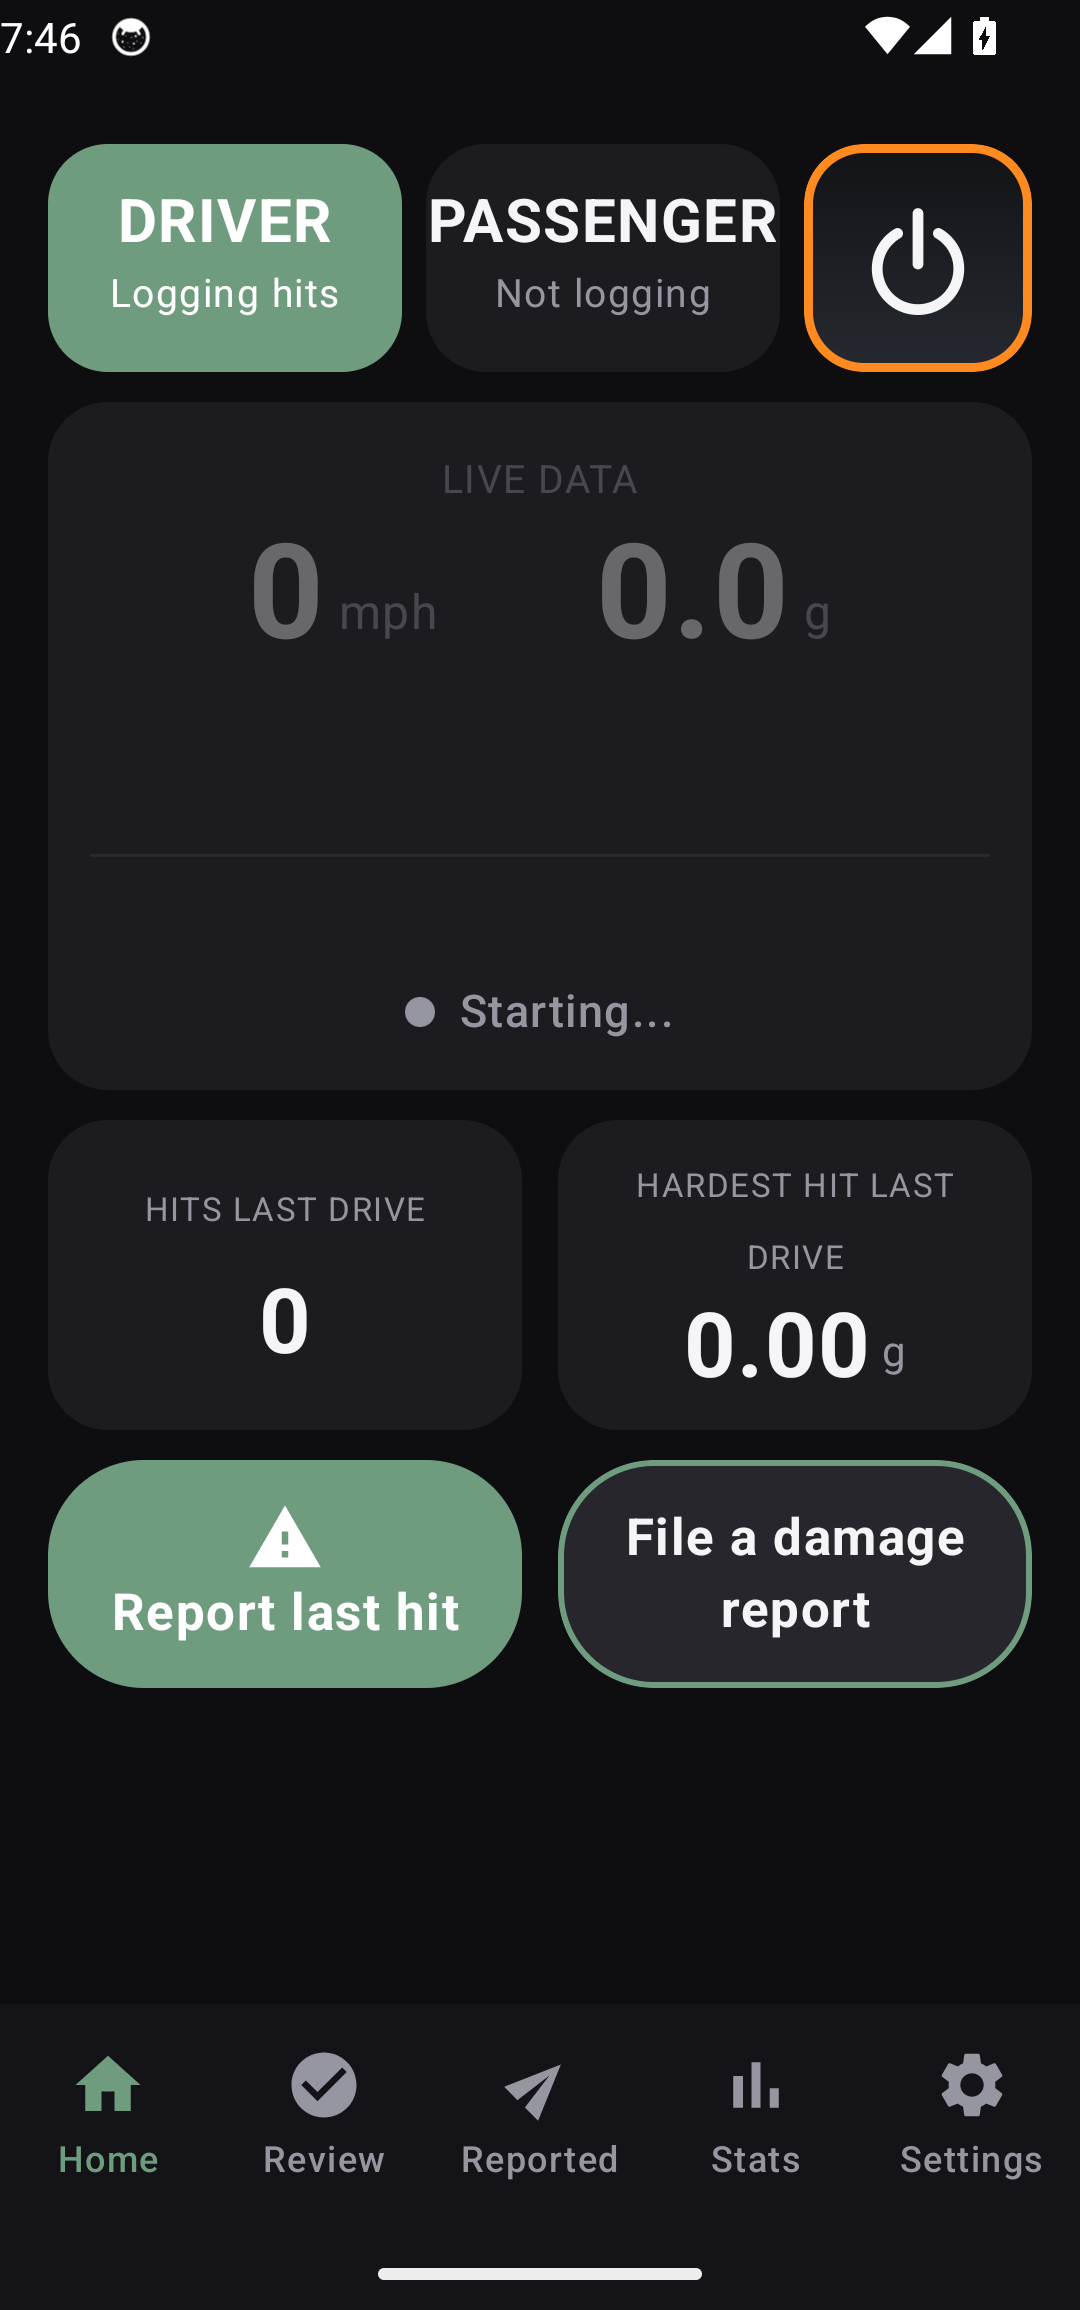 7:46
DRIVER
Logging hits
PASSENGER
Not logging
LIVE DATA
0 mph
0.0 g
Starting...
HITS LAST DRIVE
0
HARDEST HIT LAST
DRIVE
0.00 g
Report last hit
File a damage
report
Home
Review
Reported
Stats
Settings